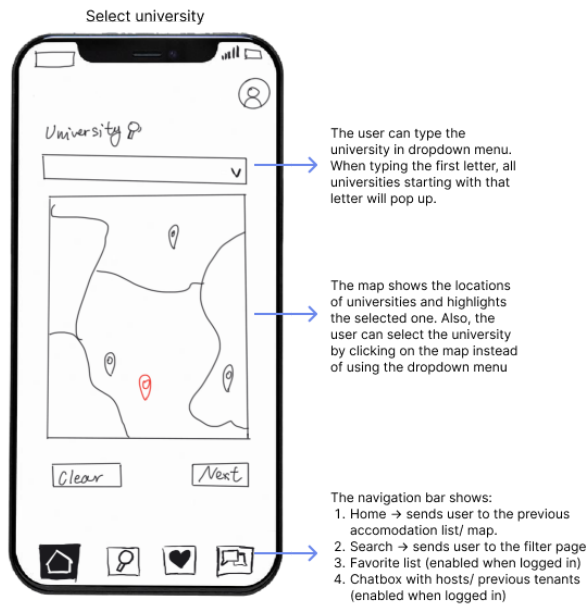 Select university
University
The user can type the
university in dropdown menu.
When typing the first letter, all
universities starting with that
letter will pop up.
The map shows the locations
of universities and highlights
the selected one. Also, the
user can select the university
by clicking on the map instead
of using the dropdown menu
Clear
Next
The navigation bar shows:
1. Home → sends user to the previous
accomodation list/ map.
2. Search → sends user to the filter page
3. Favorite list (enabled when logged in)
4. Chatbox with hosts/ previous tenants
(enabled when logged in)